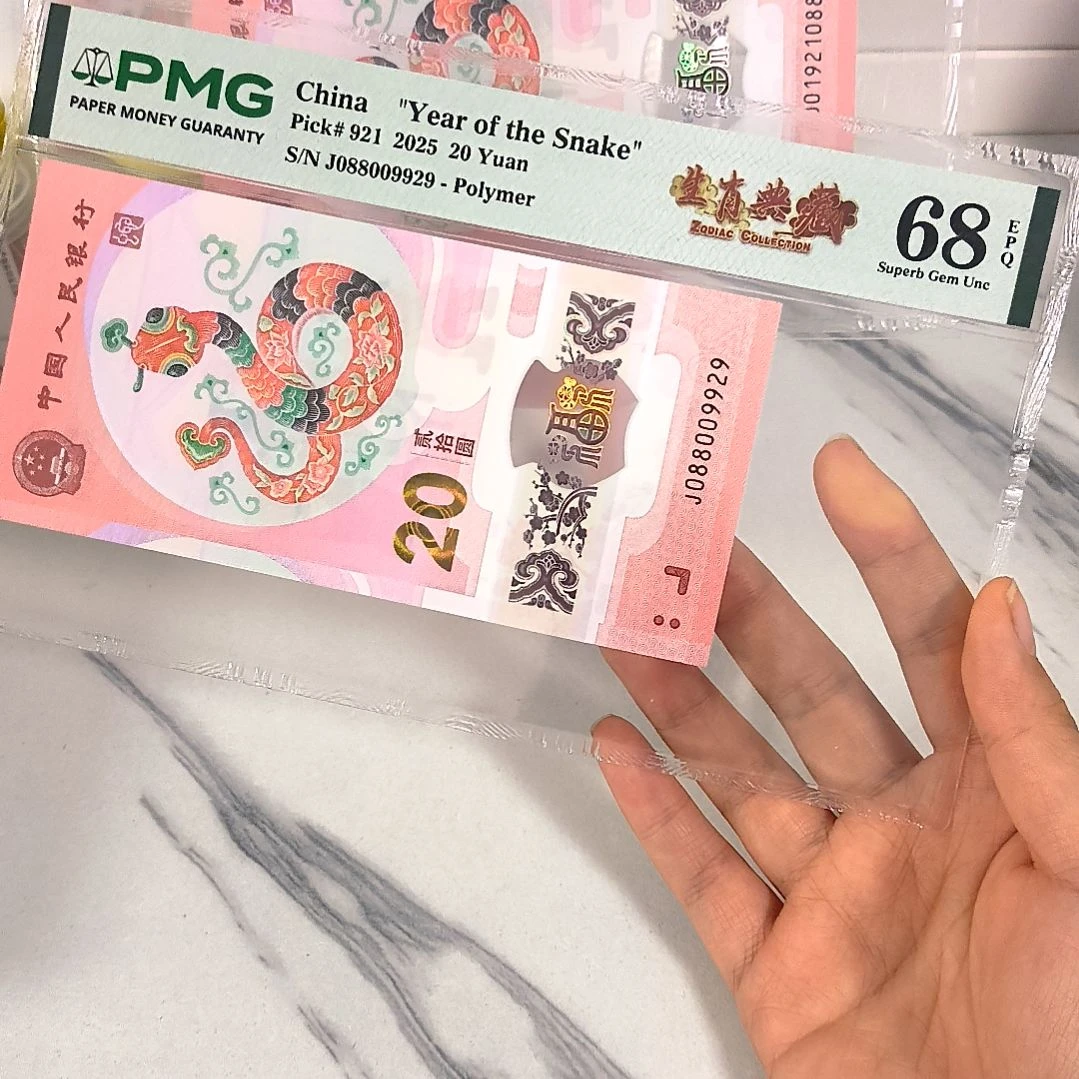 J01921088
PMG
PAPER MONEY GUARANTY
China "Year of the Snake"
Pick# 921 2025 20 Yuan
S/N J088009929 - Polymer
生肖典藏
ZODIAC COLLECTION
68
EPQ
Superb Gem Unc
中国人民银行
贰拾圆
20
J088009929